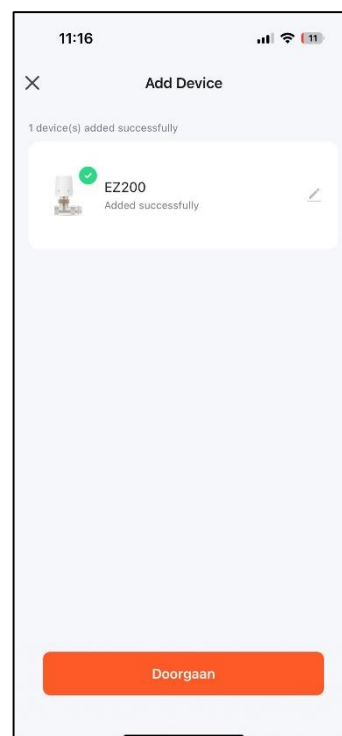 11:16
11
Add Device
1 device(s) added successfully
EZ200
Added successfully
Doorgaan